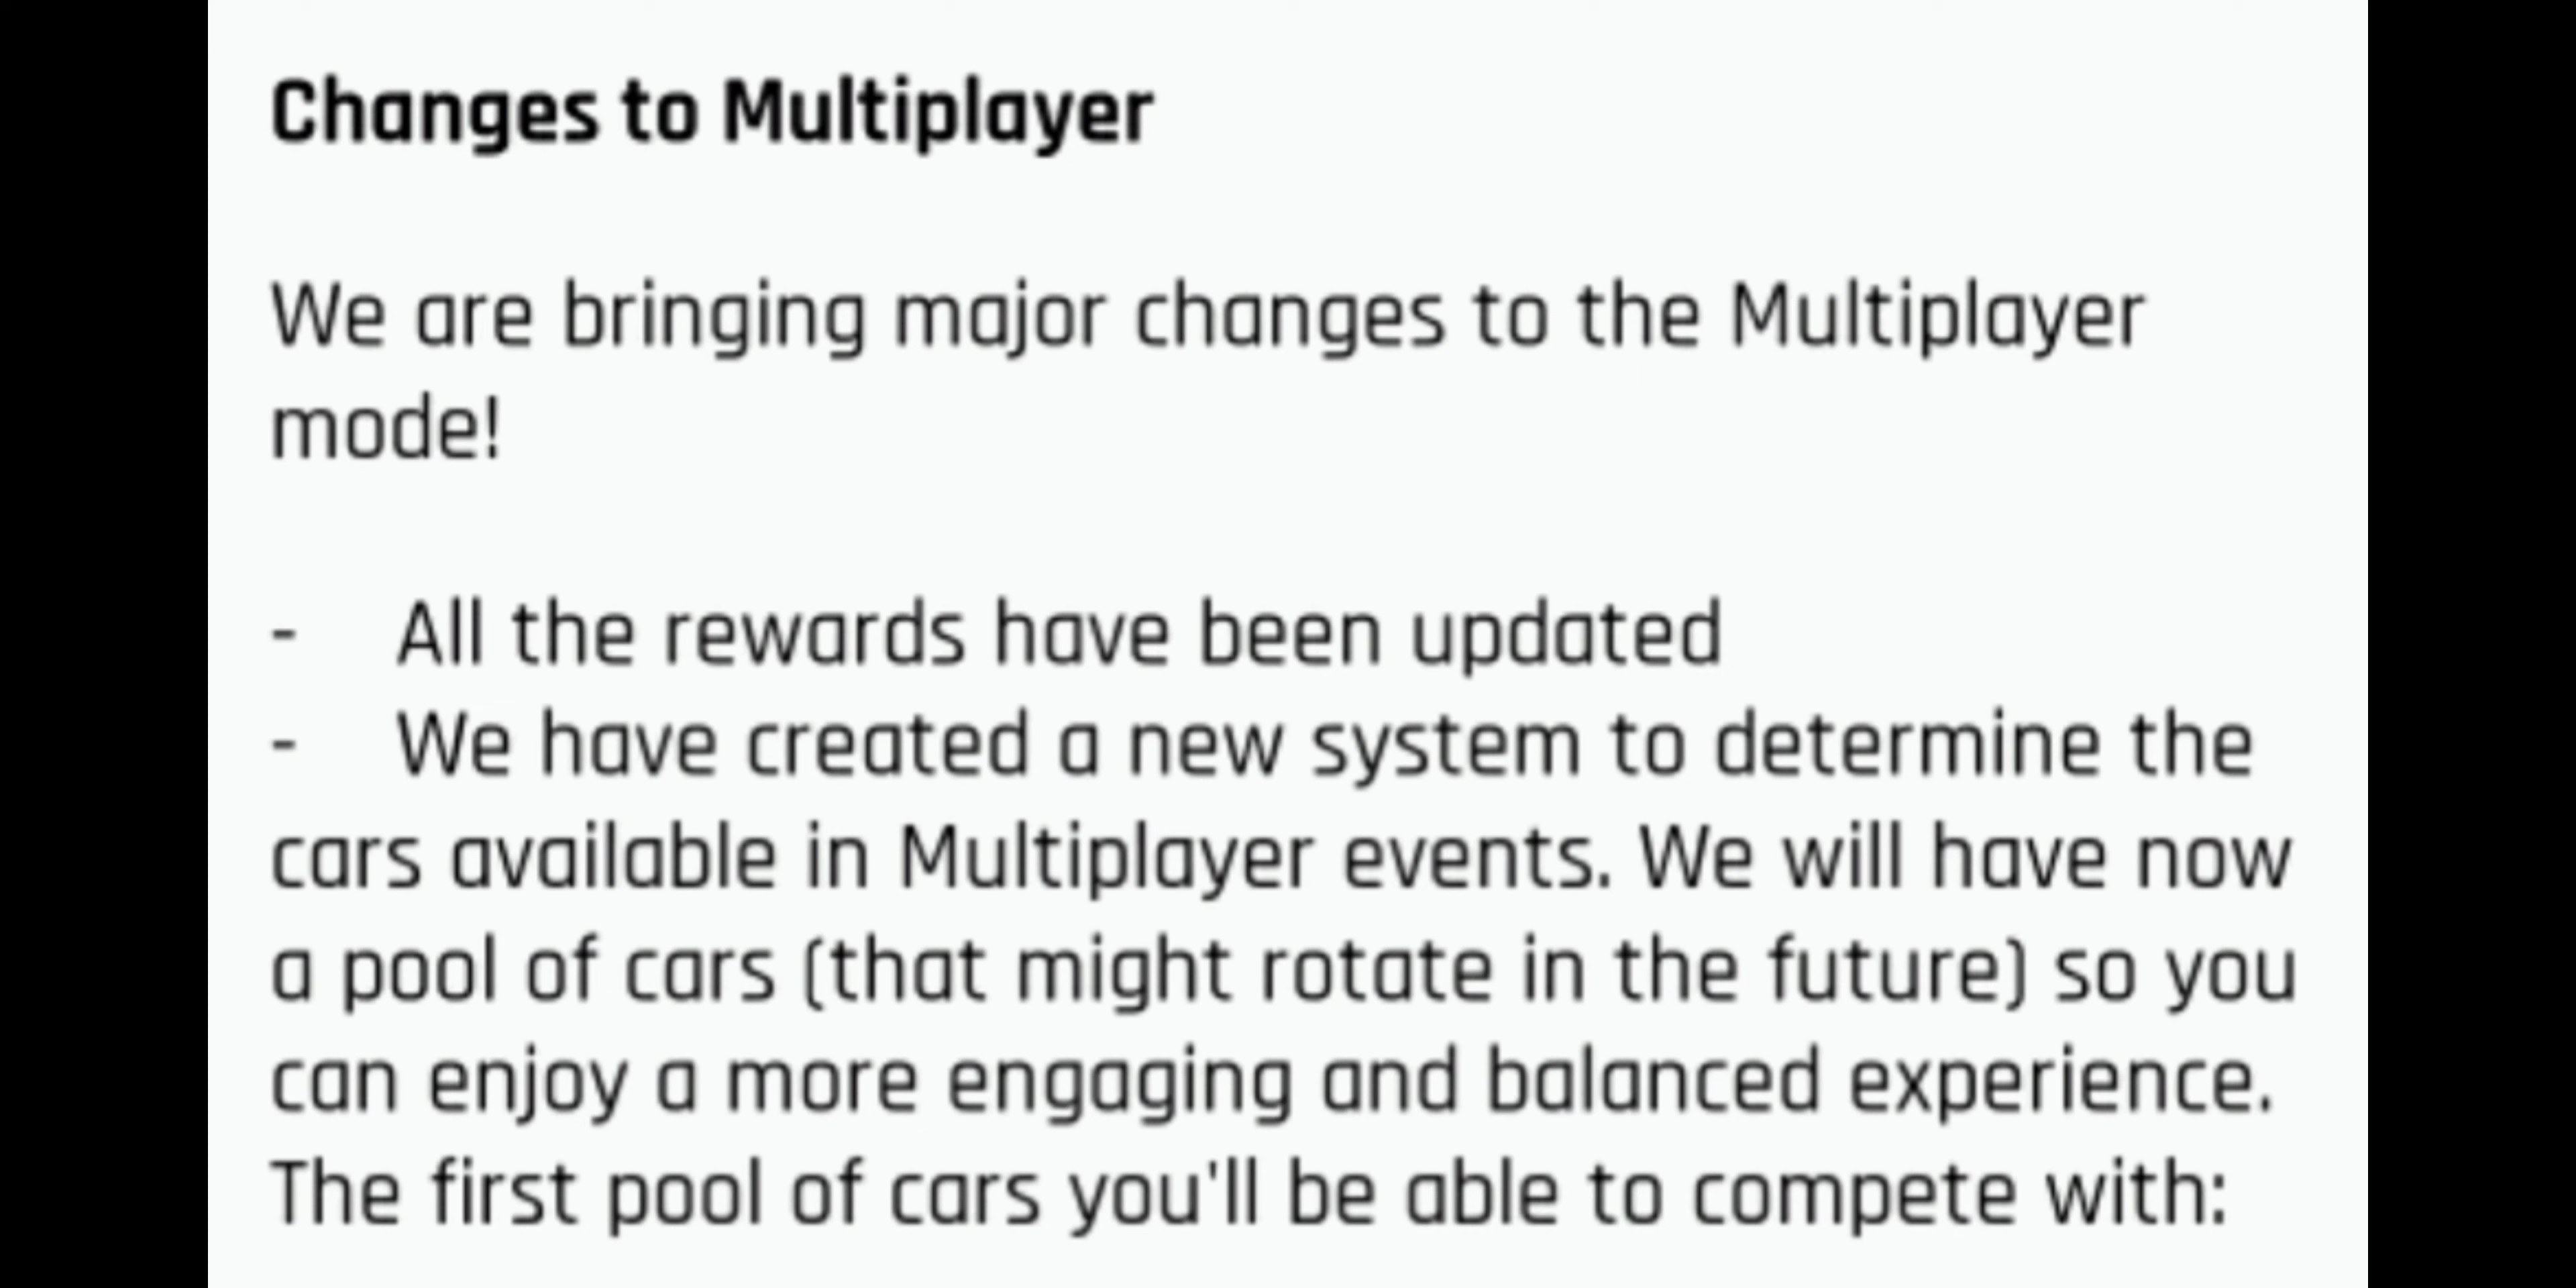 Changes to Multiplayer
We are bringing major changes to the Multiplayer
mode!
- All the rewards have been updated
- We have created a new system to determine the
cars available in Multiplayer events. We will have now
a pool of cars (that might rotate in the future) so you
can enjoy a more engaging and balanced experience.
The first pool of cars you'll be able to compete with: